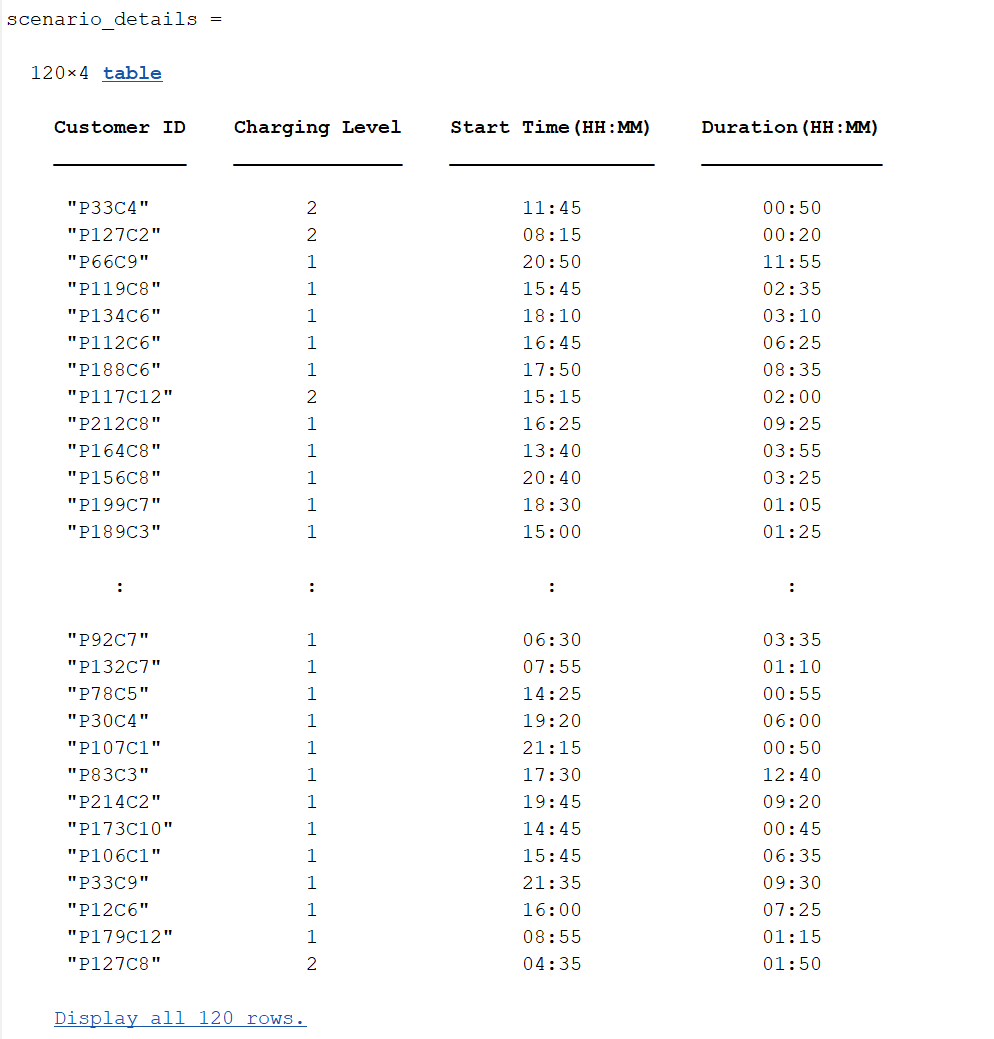 scenario_details =
120×4 table
Customer ID Charging Level Start Time(HH:MM) Duration(HH:MM)
"P33C4" 2 11:45 00:50
"P127C2" 2 08:15 00:20
"P66C9" 1 20:50 11:55
"P119C8" 1 15:45 02:35
"P134C6" 1 18:10 03:10
"P112C6" 1 16:45 06:25
"P188C6" 1 17:50 08:35
"P117C12" 2 15:15 02:00
"P212C8" 1 16:25 09:25
"P164C8" 1 13:40 03:55
"P156C8" 1 20:40 03:25
"P199C7" 1 18:30 01:05
"P189C3" 1 15:00 01:25
: : : :
"P92C7" 1 06:30 03:35
"P132C7" 1 07:55 01:10
"P78C5" 1 14:25 00:55
"P30C4" 1 19:20 06:00
"P107C1" 1 21:15 00:50
"P83C3" 1 17:30 12:40
"P214C2" 1 19:45 09:20
"P173C10" 1 14:45 00:45
"P106C1" 1 15:45 06:35
"P33C9" 1 21:35 09:30
"P12C6" 1 16:00 07:25
"P179C12" 1 08:55 01:15
"P127C8" 2 04:35 01:50
Display all 120 rows.